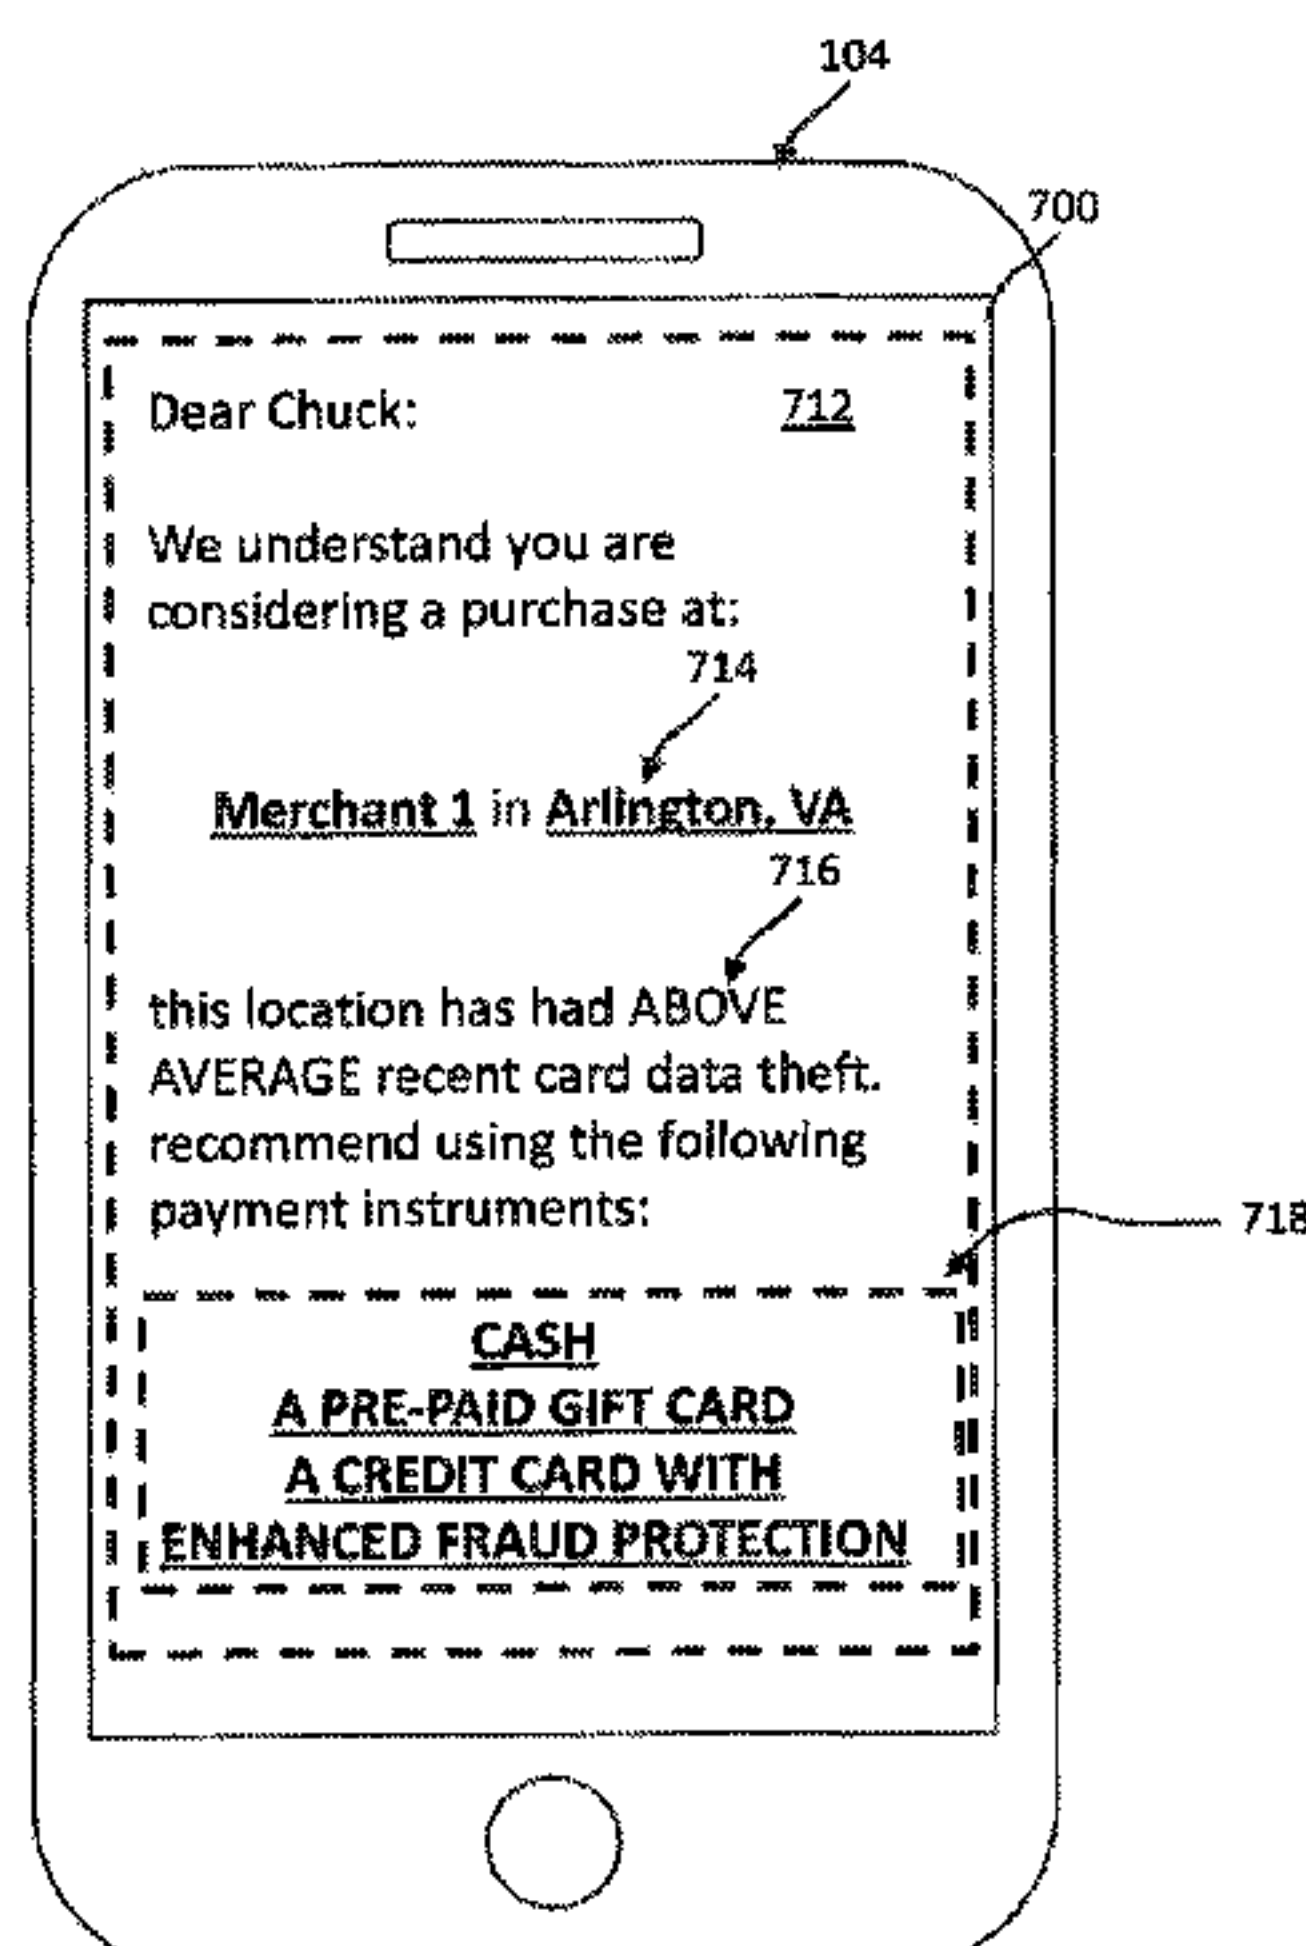 104
700
Dear Chuck: 712
We understand you are
considering a purchase at:
714
Merchant 1 in Arlington, VA
716
this location has had ABOVE
AVERAGE recent card data theft.
recommend using the following
payment instruments:
718
CASH
A PRE-PAID GIFT CARD
A CREDIT CARD WITH
ENHANCED FRAUD PROTECTION